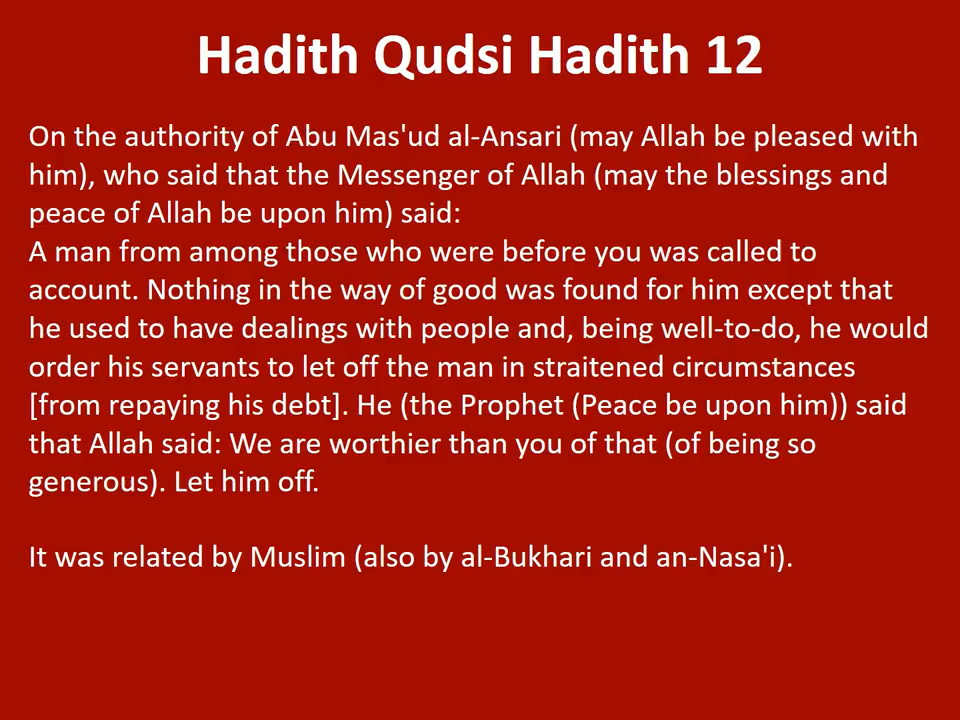 Hadith Qudsi Hadith 12
On the authority of Abu Mas'ud al-Ansari (may Allah be pleased with
him), who said that the Messenger of Allah (may the blessings and
peace of Allah be upon him) said:
A man from among those who were before you was called to
account. Nothing in the way of good was found for him except that
he used to have dealings with people and, being well-to-do, he would
order his servants to let off the man in straitened circumstances
[from repaying his debt]. He (the Prophet (Peace be upon him)) said
that Allah said: We are worthier than you of that (of being so
generous). Let him off.
It was related by Muslim (also by al-Bukhari and an-Nasa'i).